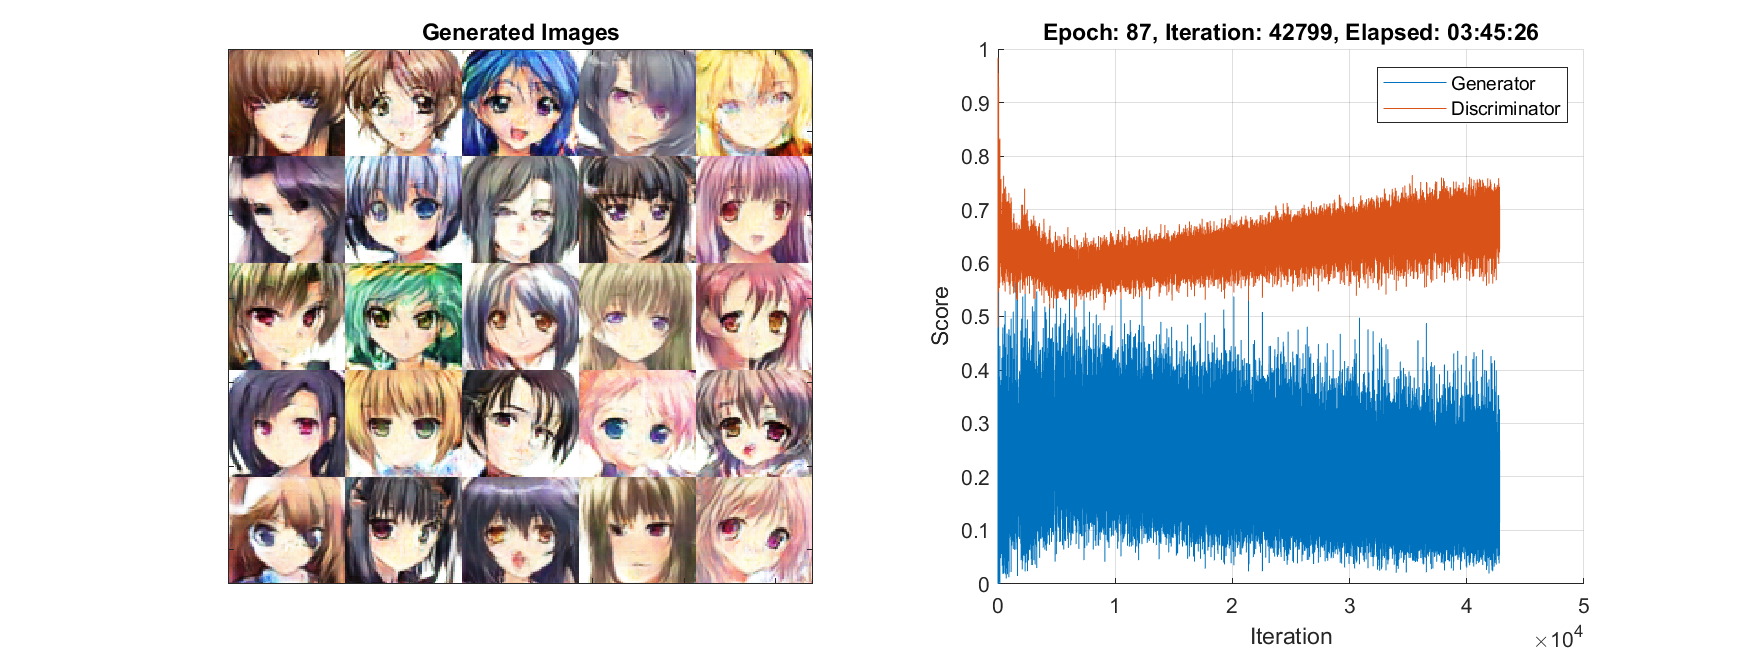 Generated Images
Epoch: 87, Iteration: 42799, Elapsed: 03:45:26
Generator
Discriminator
1
0.9
0.8
0.7
0.6
0.5
0.4
0.3
0.2
0.1
0
Score
0 1 2 3 4 5
Iteration
×10⁴